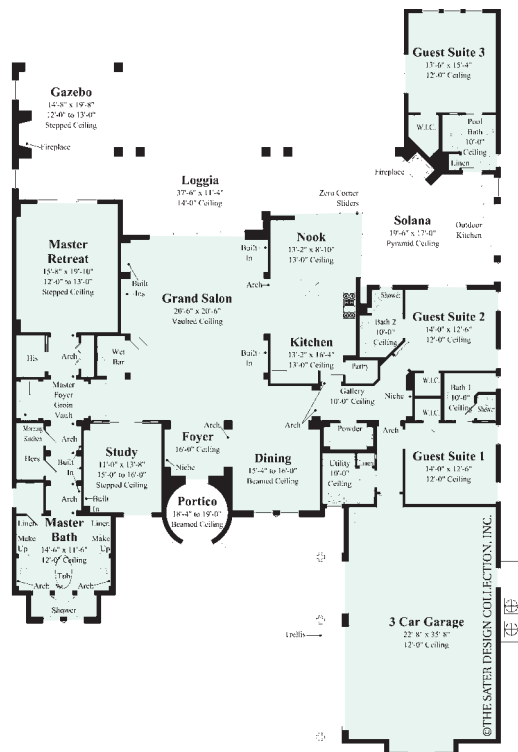 Guest Suite 3
13'-6" x 15'-4"
12'-0" Ceiling
Gazebo
14'-8" x 19'-8"
12'-0" to 13'-0"
Stepped Ceiling
Fireplace
W.I.C.
Pool
Bath
10'-0"
Ceiling
Linen
Fireplace
Loggia
37'-6" x 11'-4"
14'-0" Ceiling
Zero Corner
Sliders
Solana
19'-6" x 17'-0"
Pyramid Ceiling
Outdoor
Kitchen
Master
Retreat
15'-8" x 19'-10"
12'-0" to 13'-0"
Stepped Ceiling
Built
Ins
Grand Salon
20'-6" x 20'-6"
Vaulted Ceiling
Built
In
Arch
Nook
13'-2" x 8'-10"
13'-0" Ceiling
Shower
Bath 2
10'-0"
Ceiling
Guest Suite 2
14'-0" x 12'-6"
12'-0" Ceiling
His
Arch
Wet
Bar
Built
In
Kitchen
13'-2" x 16'-4"
13'-0" Ceiling
Pantry
Gallery
10'-0" Ceiling
Niche
W.I.C.
W.I.C.
Bath 1
10'-0"
Ceiling
Shower
Master
Foyer
Groin
Vault
Morning
Kitchen
Hers
Arch
Built
In
Arch
Study
11'-0" x 13'-8"
15'-0" to 16'-0"
Stepped Ceiling
Built
In
Arch
Foyer
16'-0" Ceiling
Niche
Arch
Dining
15'-4" to 16'-0"
Beamed Ceiling
Powder
Arch
Utility
10'-0"
Ceiling
Linen
Guest Suite 1
14'-0" x 12'-6"
12'-0" Ceiling
Portico
18'-4" to 19'-0"
Beamed Ceiling
Linen
Make
Up
Linen
Make
Up
Master
Bath
14'-6" x 11'-6"
12'-0" Ceiling
Tub
Arch
Arch
Shower
Trellis
3 Car Garage
22'-8" x 35'-8"
12'-0" Ceiling
©THE SATER DESIGN COLLECTION, INC.